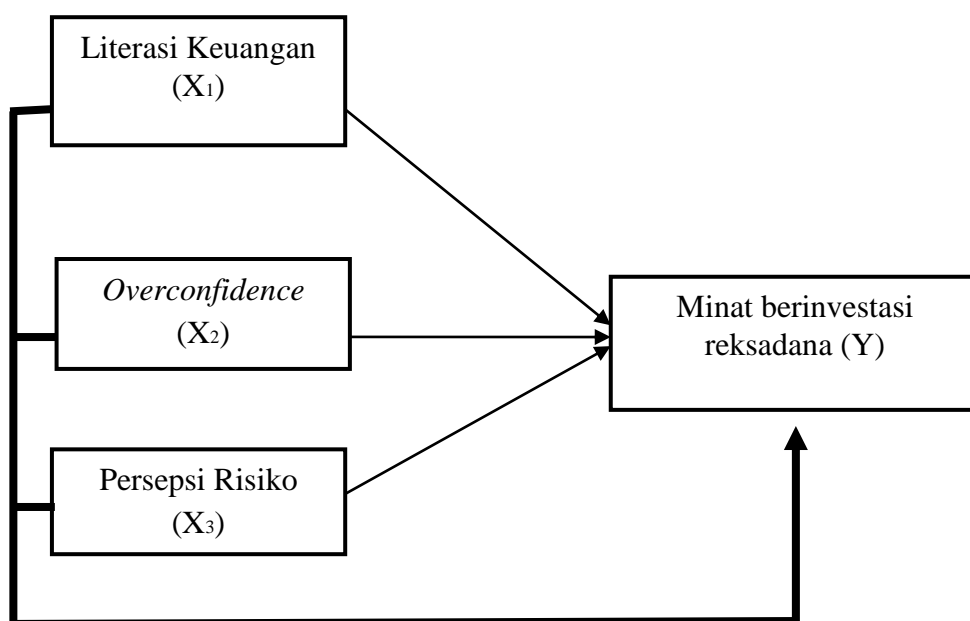 Literasi Keuangan
(X₁)
Overconfidence
(X₂)
Persepsi Risiko
(X₃)
Minat berinvestasi
reksadana (Y)